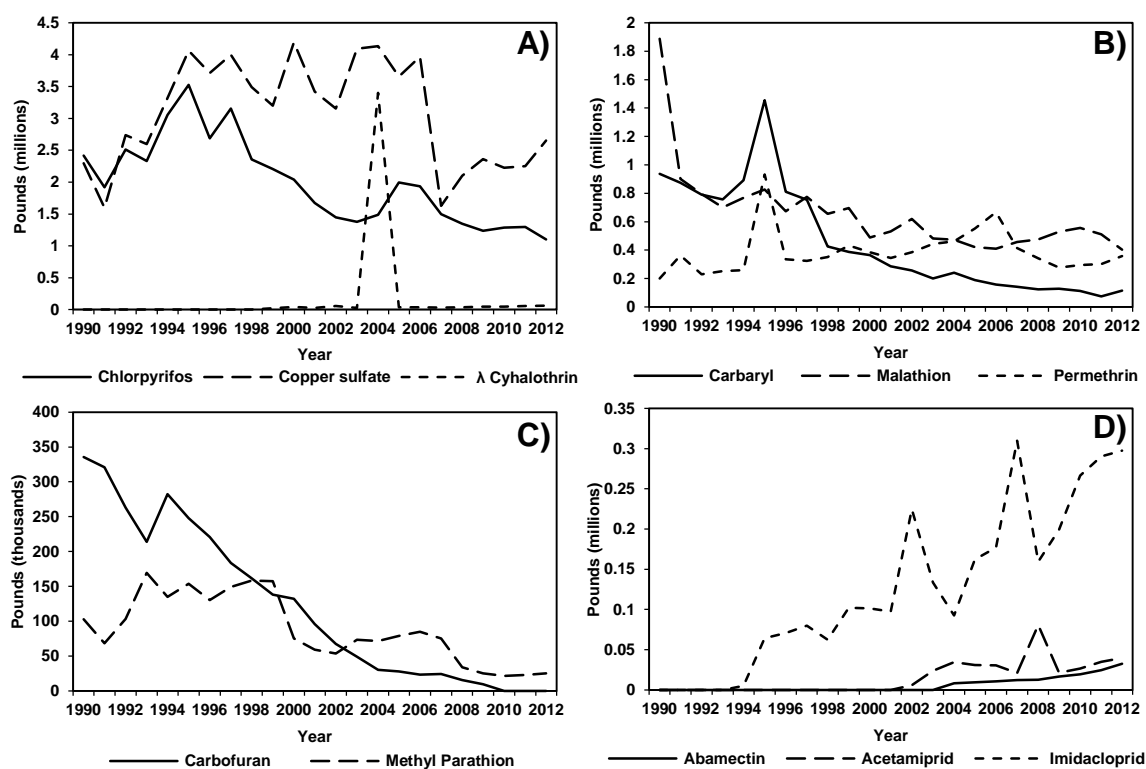 A)
Pounds (millions)
4.5
4
3.5
3
2.5
2
1.5
1
0.5
0
1990 1992 1994 1996 1998 2000 2002 2004 2006 2008 2010 2012
Year
Chlorpyrifos Copper sulfate λ Cyhalothrin
B)
Pounds (millions)
2
1.8
1.6
1.4
1.2
1
0.8
0.6
0.4
0.2
0
1990 1992 1994 1996 1998 2000 2002 2004 2006 2008 2010 2012
Year
Carbaryl Malathion Permethrin
C)
Pounds (thousands)
400
350
300
250
200
150
100
50
0
1990 1992 1994 1996 1998 2000 2002 2004 2006 2008 2010 2012
Year
Carbofuran Methyl Parathion
D)
Pounds (millions)
0.35
0.3
0.25
0.2
0.15
0.1
0.05
0
1990 1992 1994 1996 1998 2000 2002 2004 2006 2008 2010 2012
Year
Abamectin Acetamiprid Imidacloprid